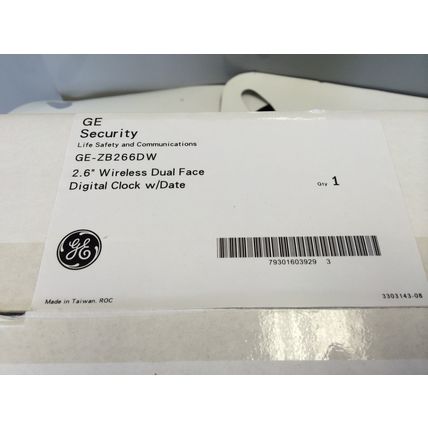 GE
Security
Life Safety and Communications
GE-ZB266DW
2.6" Wireless Dual Face
Digital Clock w/Date
Qty 1
GE
79301603929 3
Made in Taiwan, ROC
3303143-08